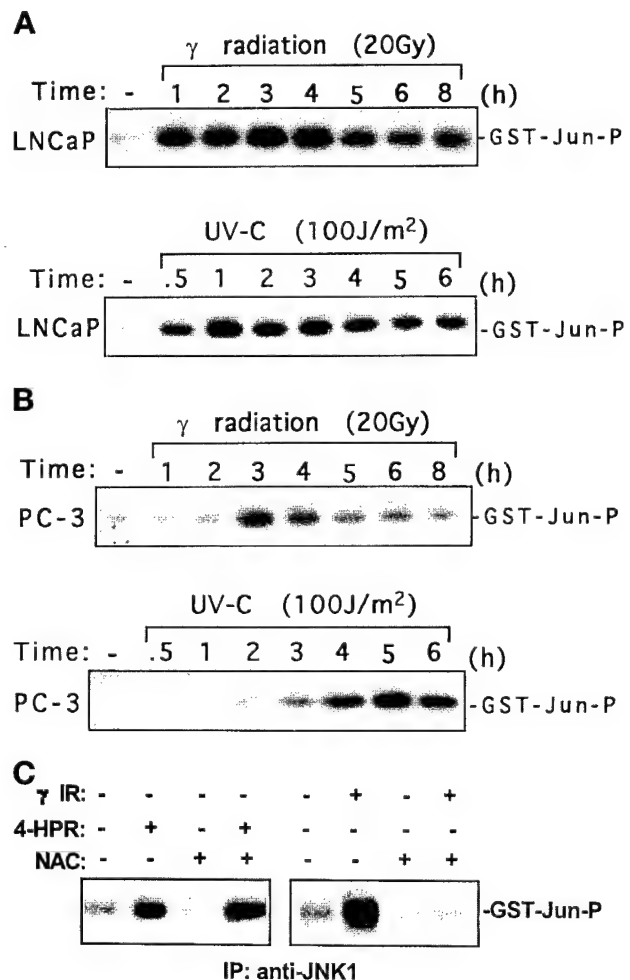 A
γ radiation (20Gy)
Time: - 1 2 3 4 5 6 8 (h)
LNCaP -GST-Jun-P
UV-C (100J/m²)
Time: - .5 1 2 3 4 5 6 (h)
LNCaP -GST-Jun-P
B
γ radiation (20Gy)
Time: - 1 2 3 4 5 6 8 (h)
PC-3 -GST-Jun-P
UV-C (100J/m²)
Time: - .5 1 2 3 4 5 6 (h)
PC-3 -GST-Jun-P
C
γ IR: - - - - - + - +
4-HPR: - + - + - - - -
NAC: - - + + - - + +
-GST-Jun-P
IP: anti-JNK1